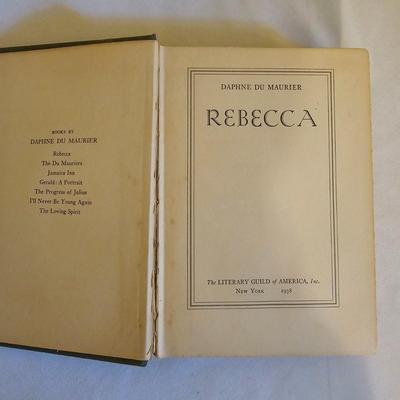 BOOKS BY
DAPHNE DU MAURIER
Rebecca
The Du Mauriers
Jamaica Inn
Gerald: A Portrait
The Progress of Julius
I'll Never Be Young Again
The Loving Spirit
DAPHNE DU MAURIER
REBECCA
The LITERARY GUILD of AMERICA, Inc.
NEW YORK 1938